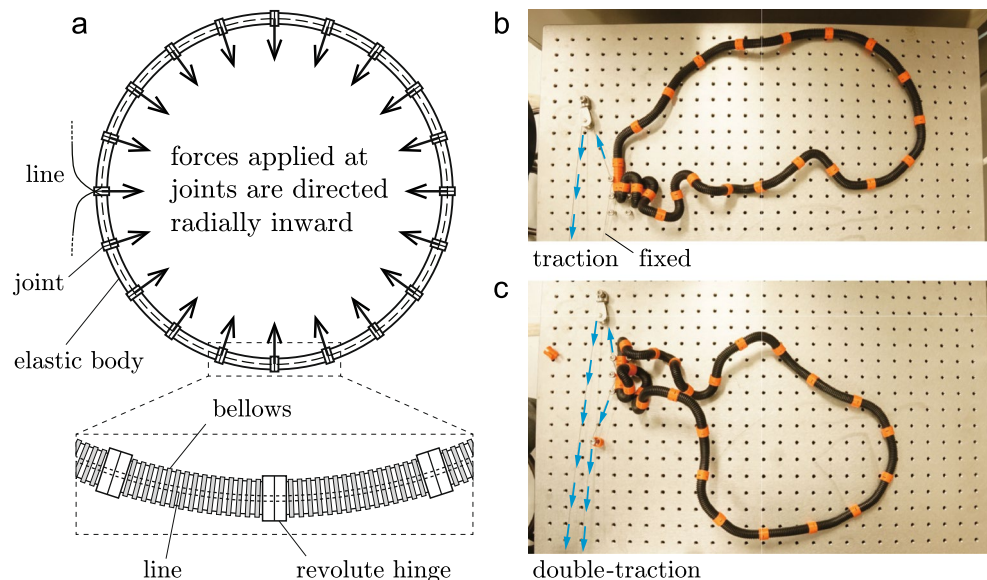 a
forces applied at
joints are directed
radially inward
line
joint
elastic body
bellows
line
revolute hinge
b
traction
fixed
c
double-traction